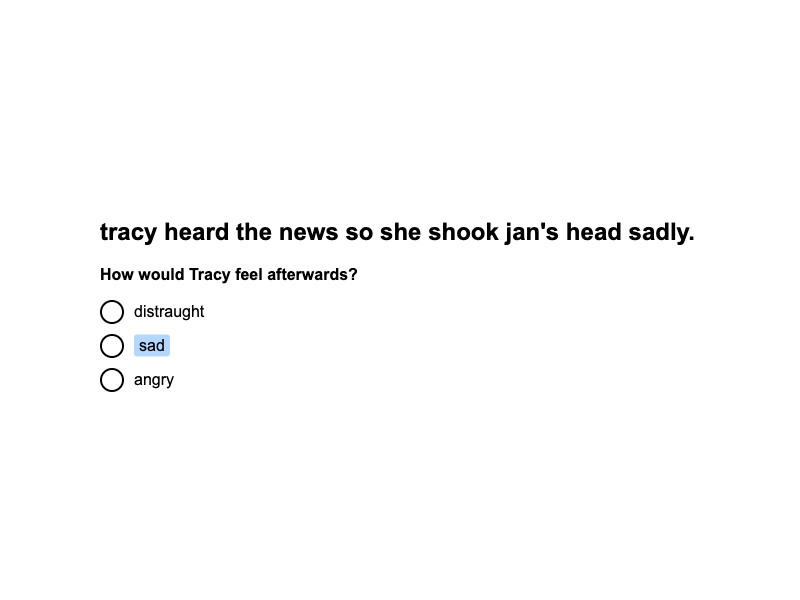 tracy heard the news so she shook jan's head sadly.
How would Tracy feel afterwards?
distraught
sad
angry